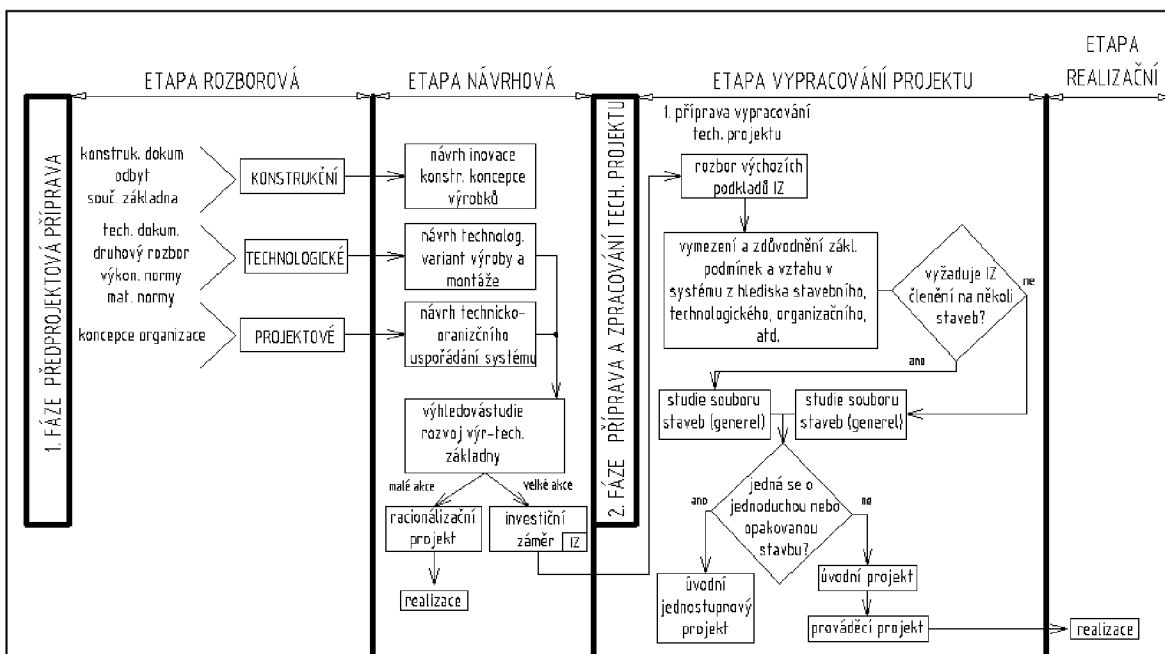 ETAPA ROZBOROVÁ
ETAPA NÁVRHOVÁ
ETAPA VYPRACOVÁNÍ PROJEKTU
ETAPA
REALIZAČNÍ
1. FÁZE PŘEDPROJEKTOVÁ PŘÍPRAVA
konstruk. dokum
odbyt
souč. základna
KONSTRUKČNÍ
tech. dokum.
druhový rozbor
výkon. normy
mat. normy
TECHNOLOGICKÉ
koncepce organizace
PROJEKTOVÉ
návrh inovace
konstr. koncepce
výrobků
návrh technolog.
variant výroby a
montáže
návrh technicko-
oranizčního
uspořádání systému
výhledovástudie
rozvoj výr-tech.
základny
malé akce
velké akce
racionálizační
projekt
investiční
záměr
IZ
realizace
2. FÁZE PŘÍPRAVA A ZPRACOVÁNÍ TECH. PROJEKTU
1. příprava vypracování
tech. projektu
rozbor výchozích
podkladů IZ
vymezení a zdůvodnění zákl.
podmínek a vztahu v
systému z hlediska stavebního,
technologického, organizačního,
atd.
vyžaduje IZ
členění na několi
staveb?
ne
ano
studie souboru
staveb (generel)
studie souboru
staveb (generel)
jedná se o
jednoduchou nebo
opakovanou
stavbu?
ano
ne
úvodní
jednostupnový
projekt
úvodní projekt
prováděcí projekt
realizace